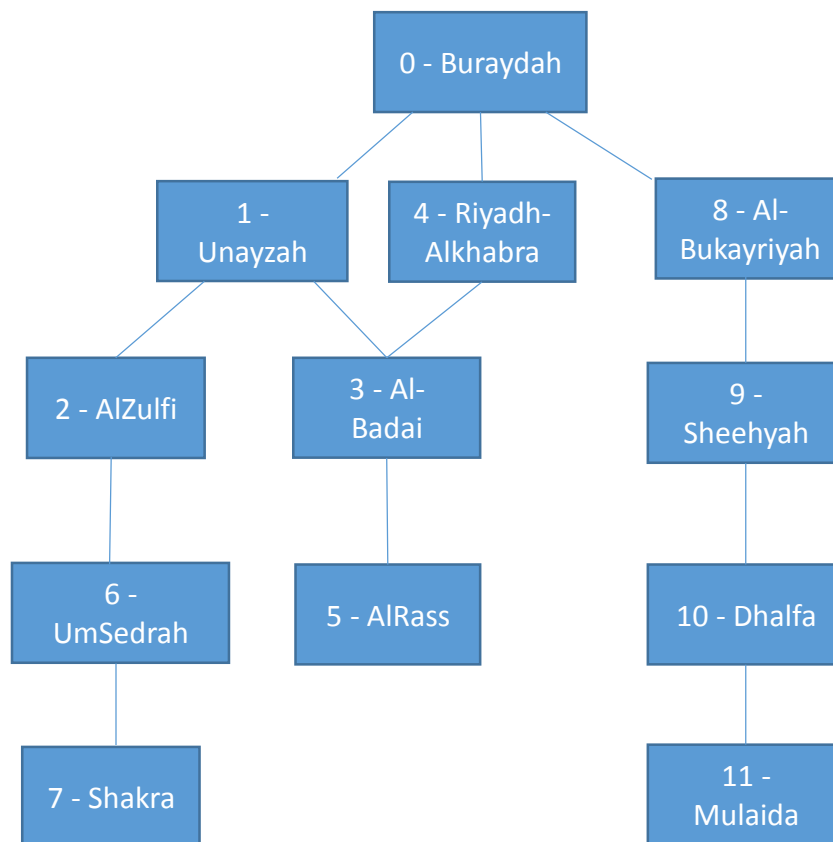 0 - Buraydah
1 -
Unayzah
4 - Riyadh-
Alkhabra
8 - Al-
Bukayriyah
2 - AlZulfi
3 - Al-
Badai
9 -
Sheehyah
6 -
UmSedrah
5 - AlRass
10 - Dhalfa
7 - Shakra
11 -
Mulaida